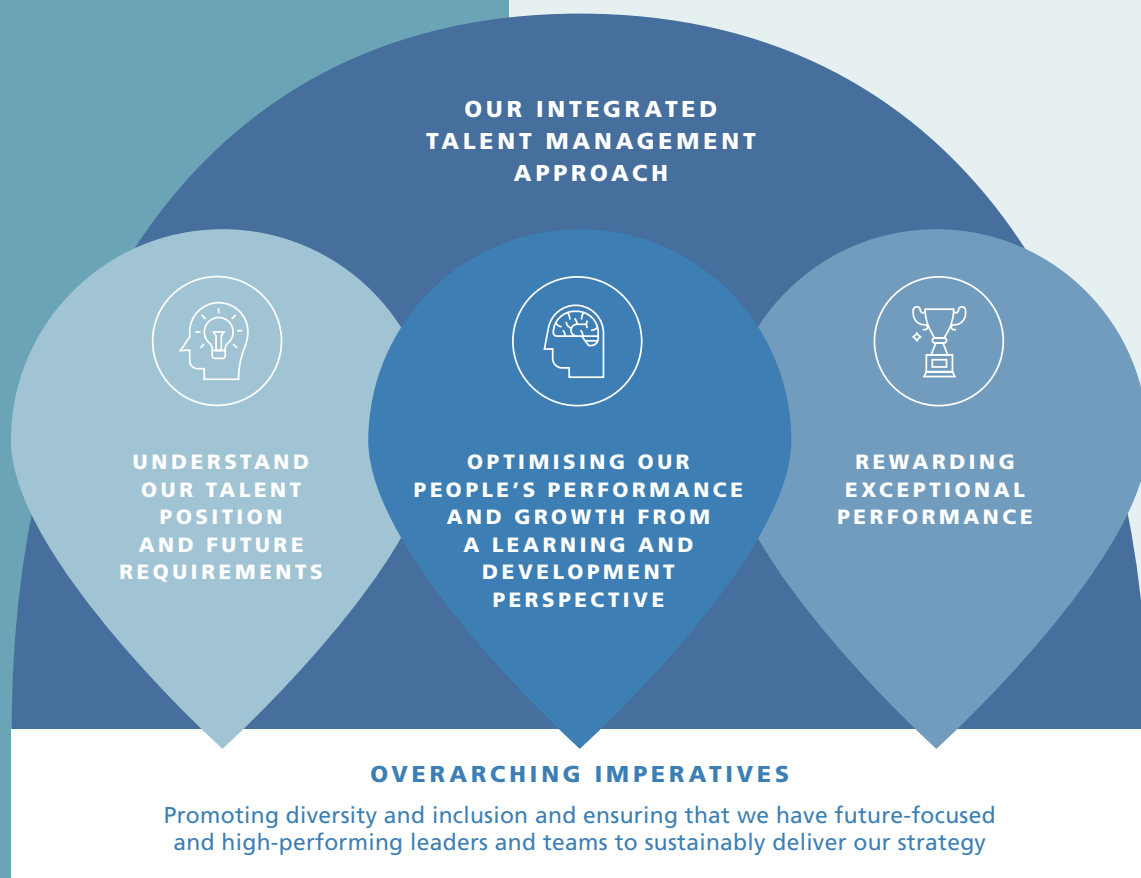 OUR INTEGRATED
TALENT MANAGEMENT
APPROACH
UNDERSTAND
OUR TALENT
POSITION
AND FUTURE
REQUIREMENTS
OPTIMISING OUR
PEOPLE’S PERFORMANCE
AND GROWTH FROM
A LEARNING AND
DEVELOPMENT
PERSPECTIVE
REWARDING
EXCEPTIONAL
PERFORMANCE
OVERARCHING IMPERATIVES
Promoting diversity and inclusion and ensuring that we have future-focused
and high-performing leaders and teams to sustainably deliver our strategy